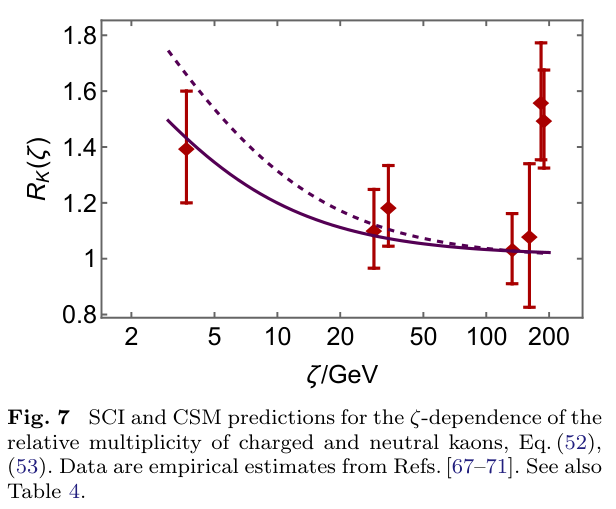 1.8
1.6
1.4
1.2
1
0.8
R_K(ζ)
2 5 10 20 50 100 200
ζ/GeV
Fig. 7 SCI and CSM predictions for the ζ-dependence of the
relative multiplicity of charged and neutral kaons, Eq. (52),
(53). Data are empirical estimates from Refs. [67–71]. See also
Table 4.